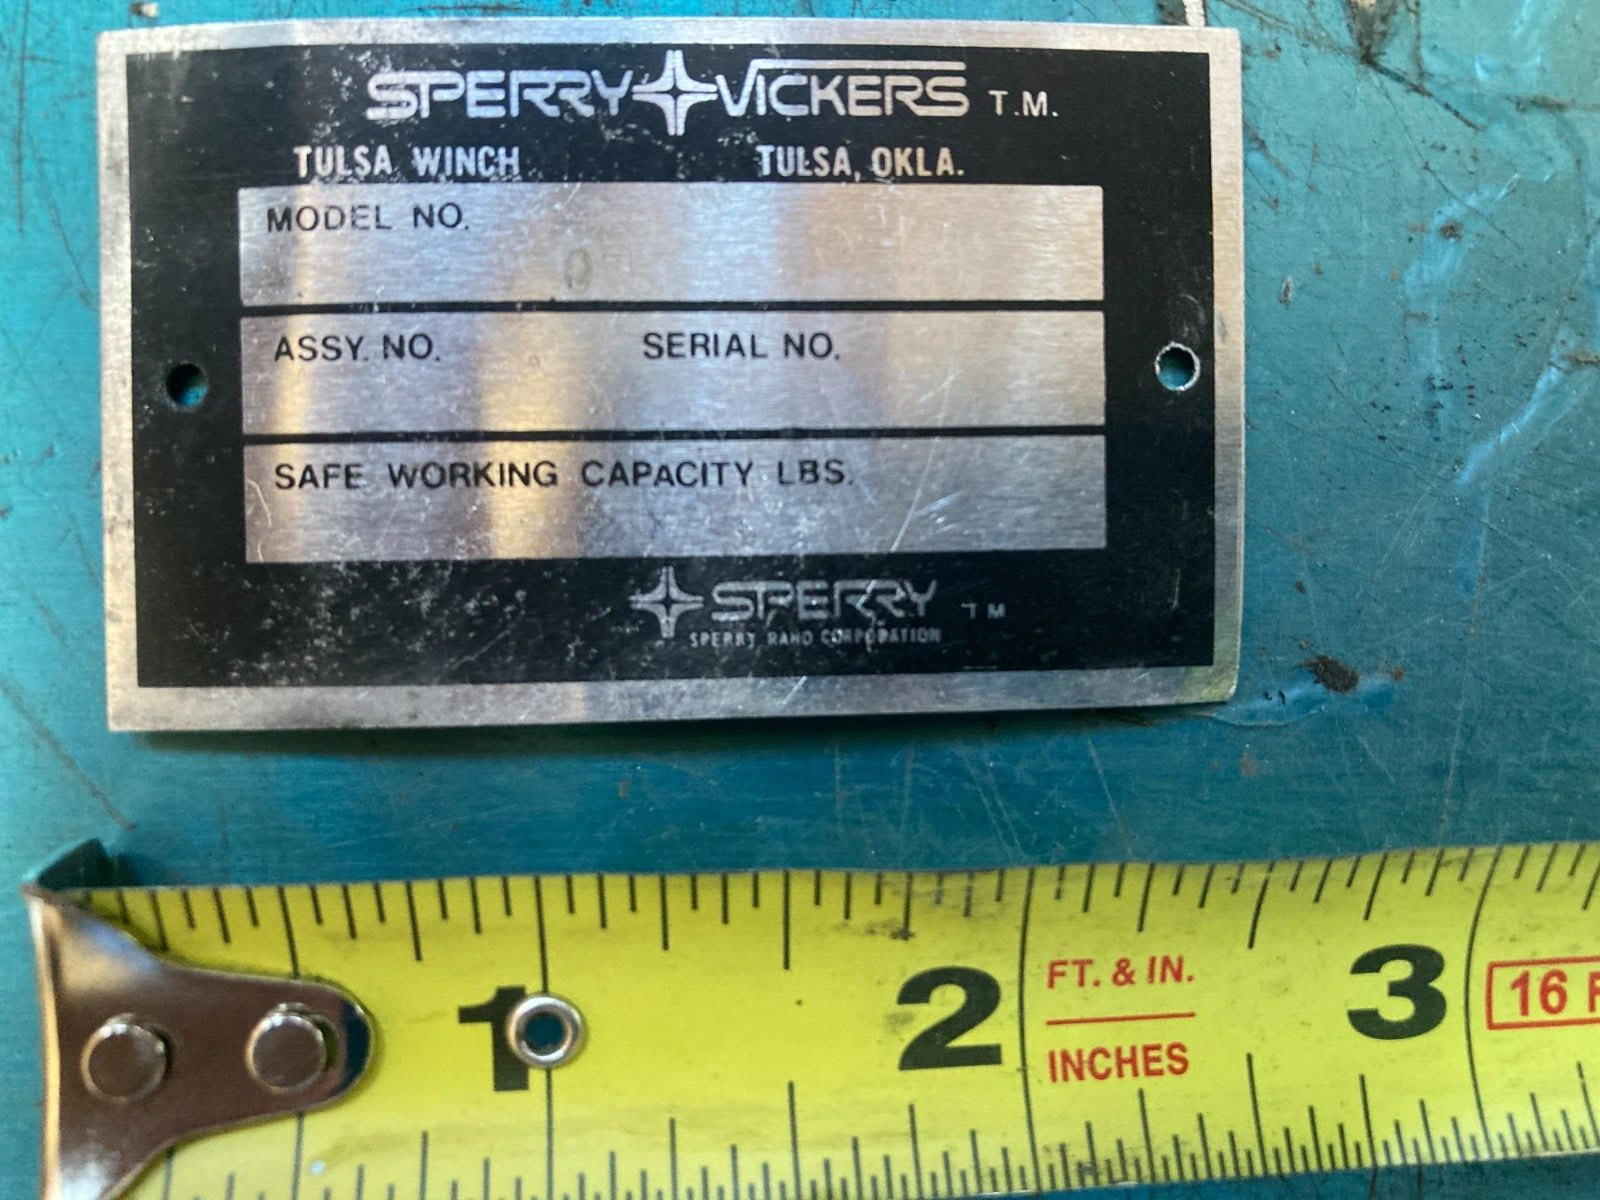 SPERRY VICKERS T.M.
TULSA WINCH TULSA, OKLA.
MODEL NO.
0
ASSY. NO. SERIAL NO.
SAFE WORKING CAPACITY LBS.
SPERRY TM
SPERRY RAND CORPORATION
1 2 FT. & IN. 3 16 F
INCHES